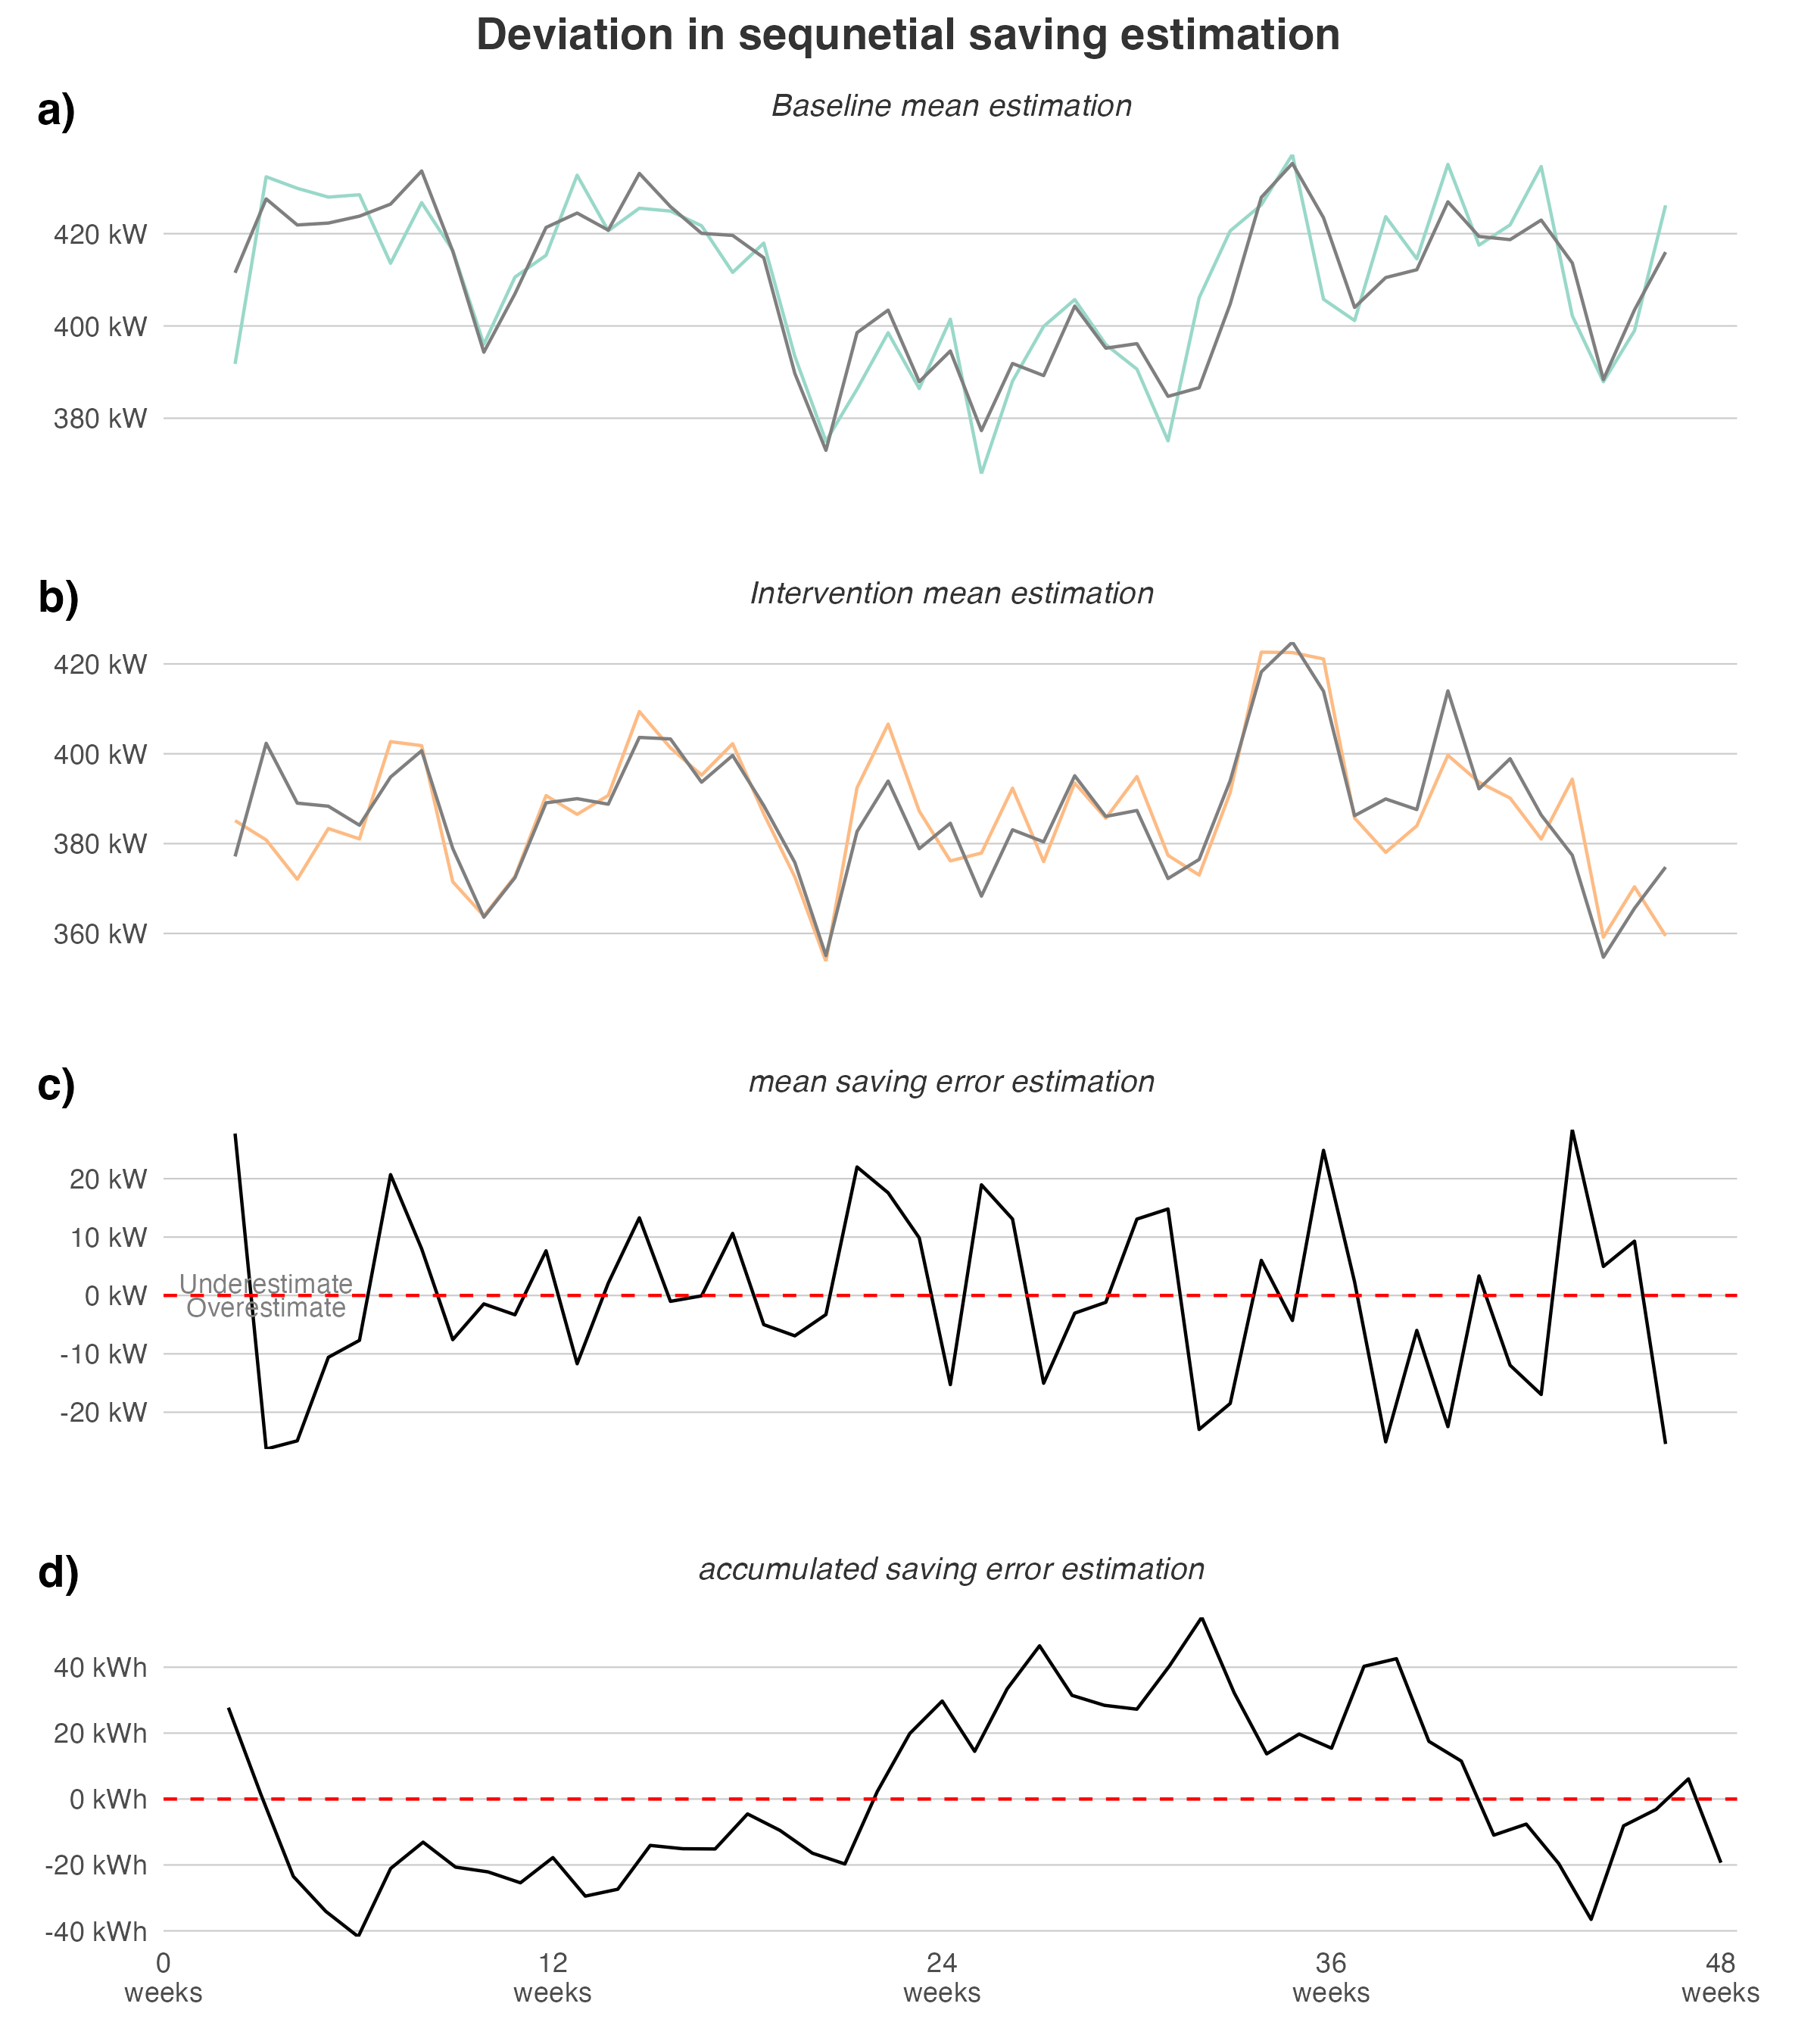 Deviation in sequnetial saving estimation
a)
Baseline mean estimation
420 kW
400 kW
380 kW
b)
Intervention mean estimation
420 kW
400 kW
380 kW
360 kW
c)
mean saving error estimation
20 kW
10 kW
Underestimate
0 kW
Overestimate
-10 kW
-20 kW
d)
accumulated saving error estimation
40 kWh
20 kWh
0 kWh
-20 kWh
-40 kWh
0 12 24 36 48
weeks weeks weeks weeks weeks